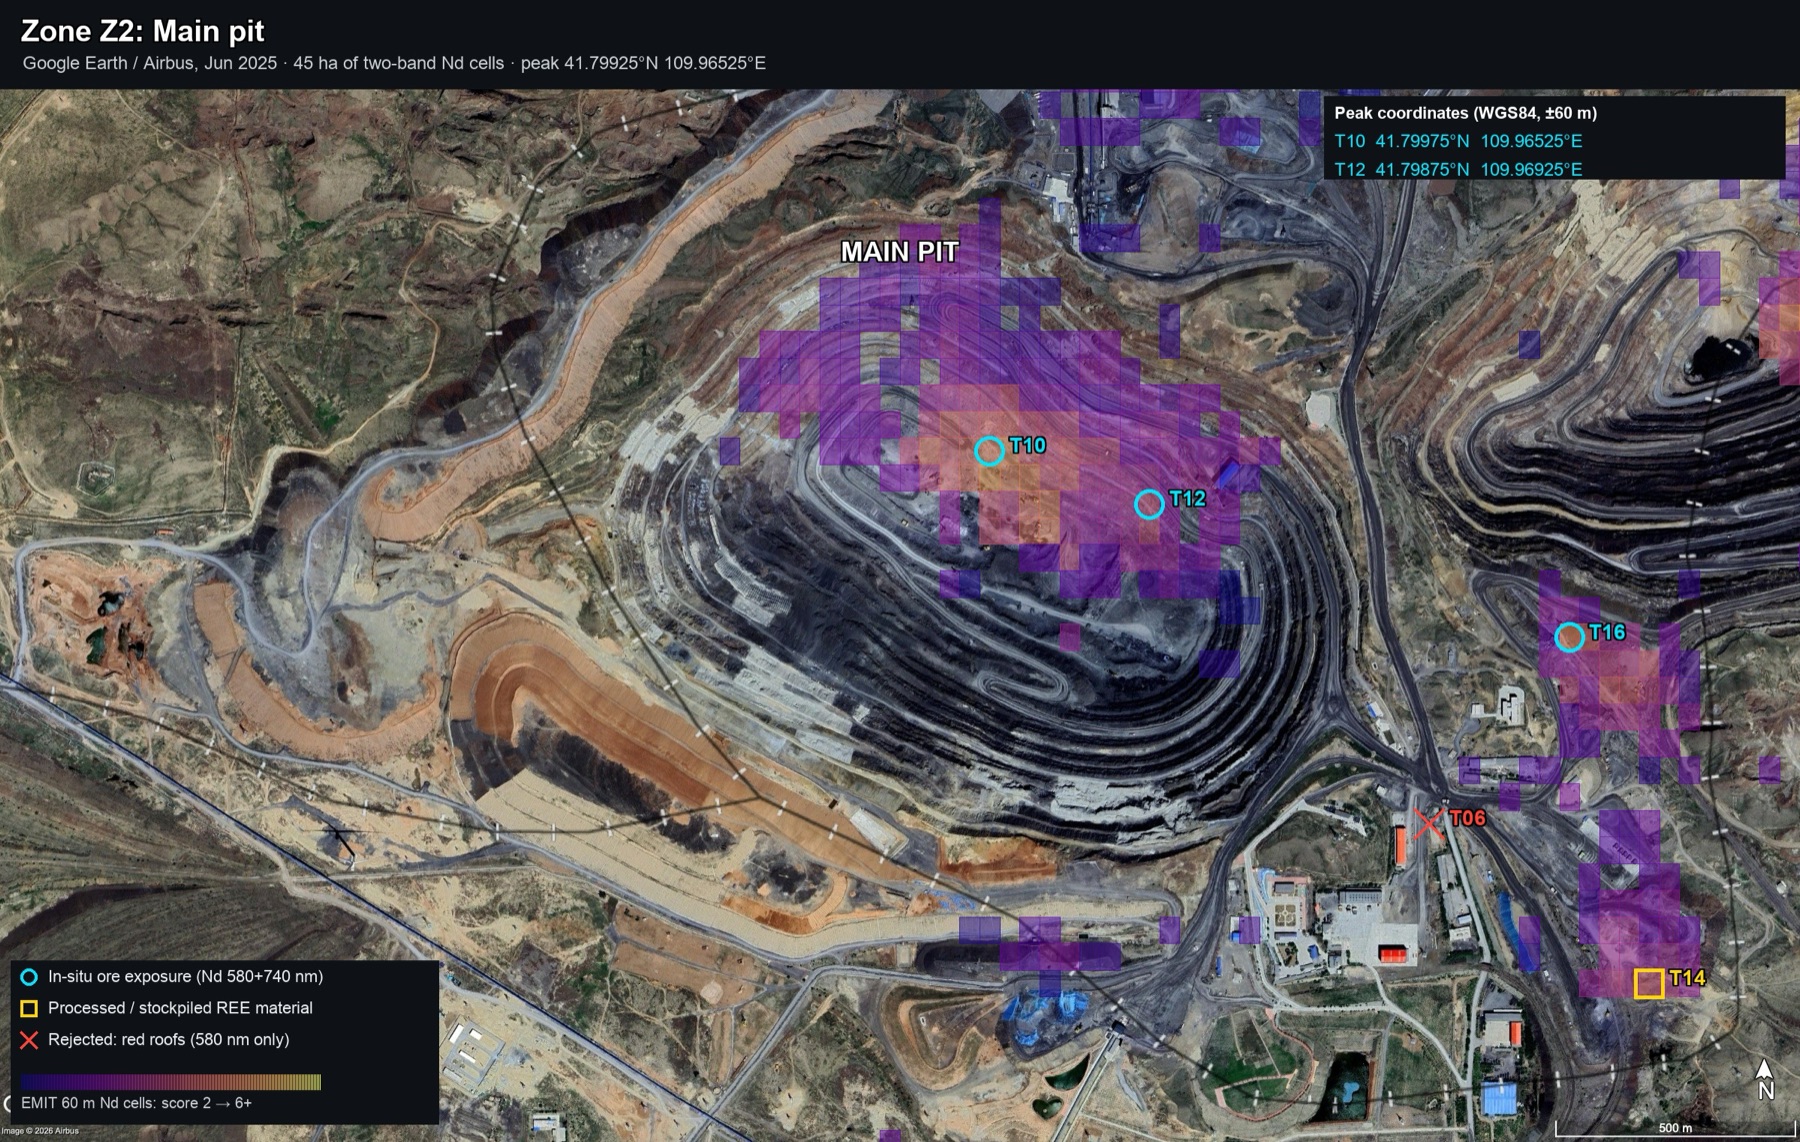 Zone Z2: Main pit
Google Earth / Airbus, Jun 2025 · 45 ha of two-band Nd cells · peak 41.79925°N 109.96525°E
Peak coordinates (WGS84, ±60 m)
T10 41.79975°N 109.96525°E
T12 41.79875°N 109.96925°E
MAIN PIT
T10
T12
T16
T06
T14
In-situ ore exposure (Nd 580+740 nm)
Processed / stockpiled REE material
Rejected: red roofs (580 nm only)
EMIT 60 m Nd cells: score 2 → 6+
N
500 m
Image © 2026 Airbus